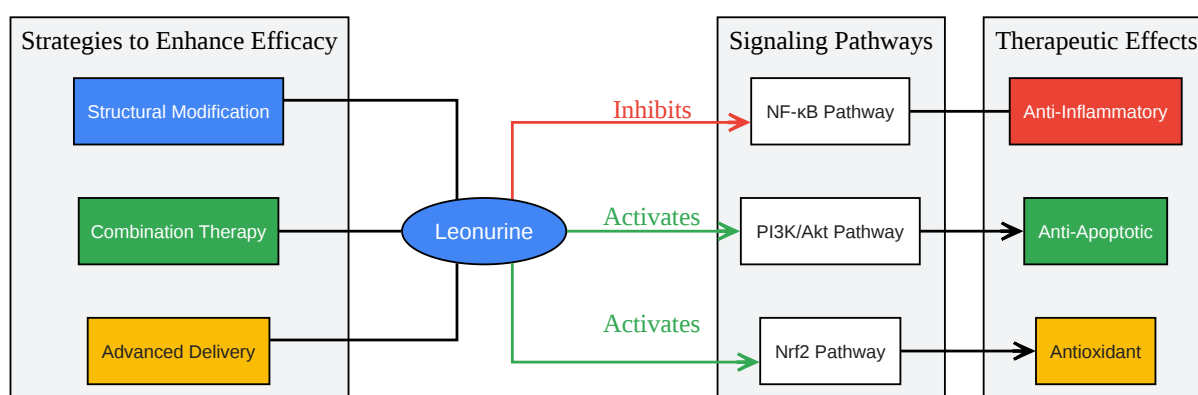 Strategies to Enhance Efficacy
Structural Modification
Combination Therapy
Advanced Delivery
Leonurine
Inhibits
Activates
Activates
Signaling Pathways
NF-κB Pathway
PI3K/Akt Pathway
Nrf2 Pathway
Therapeutic Effects
Anti-Inflammatory
Anti-Apoptotic
Antioxidant